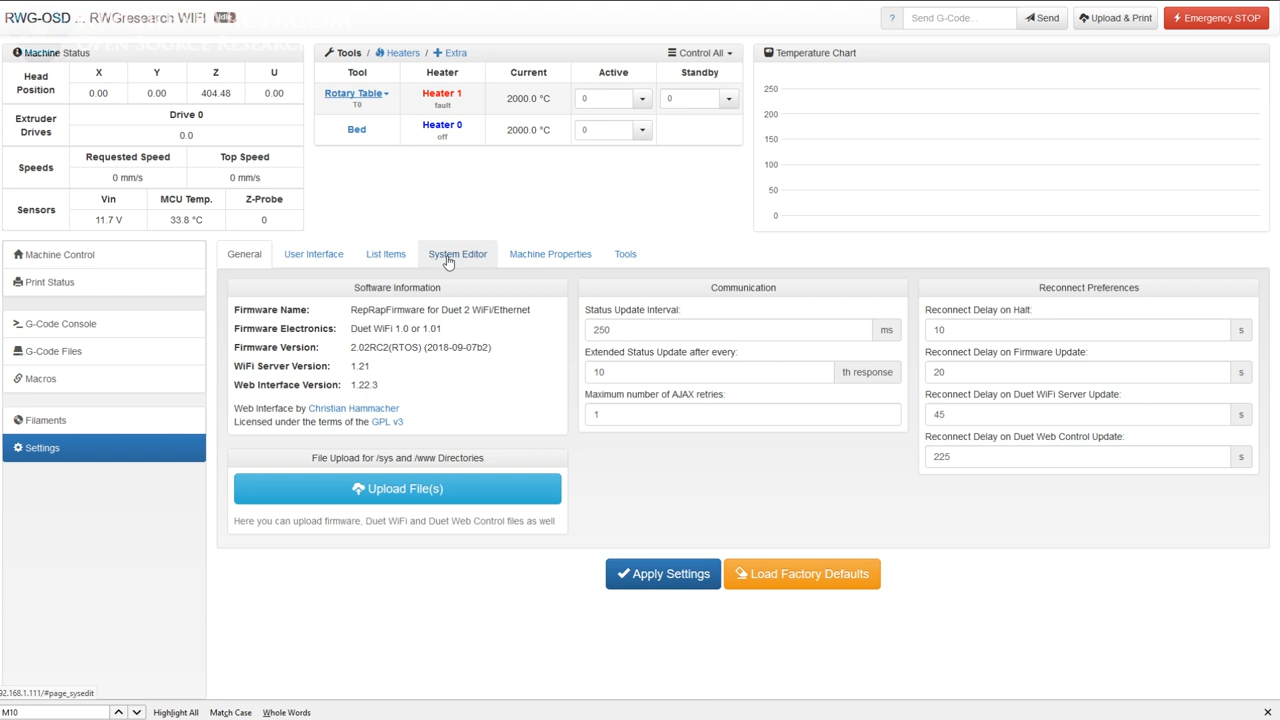 RWG-OSD ... RWGresearch WIFI Idle
? Send G-Code... Send Upload & Print Emergency STOP
OPEN SOURCE RESEARCH
Machine Status
X Y Z U
Head Position
0.00 0.00 404.48 0.00
Extruder Drives
Drive 0
0.0
Speeds
Requested Speed Top Speed
0 mm/s 0 mm/s
Sensors
Vin MCU Temp. Z-Probe
11.7 V 33.8 °C 0
Tools / Heaters / + Extra Control All
Tool Heater Current Active Standby
Rotary Table Heater 1 2000.0 °C 0 0
T0 fault
Bed Heater 0 2000.0 °C 0
off
Temperature Chart
250
200
150
100
50
0
Machine Control
Print Status
G-Code Console
G-Code Files
Macros
Filaments
Settings
General User Interface List Items System Editor Machine Properties Tools
Software Information
Firmware Name: RepRapFirmware for Duet 2 WiFi/Ethernet
Firmware Electronics: Duet WiFi 1.0 or 1.01
Firmware Version: 2.02RC2(RTOS) (2018-09-07b2)
WiFi Server Version: 1.21
Web Interface Version: 1.22.3
Web Interface by Christian Hammacher
Licensed under the terms of the GPL v3
File Upload for /sys and /www Directories
Upload File(s)
Here you can upload firmware, Duet WiFi and Duet Web Control files as well
Communication
Status Update Interval:
250 ms
Extended Status Update after every:
10 th response
Maximum number of AJAX retries:
1
Reconnect Preferences
Reconnect Delay on Halt:
10 s
Reconnect Delay on Firmware Update:
20 s
Reconnect Delay on Duet WiFi Server Update:
45 s
Reconnect Delay on Duet Web Control Update:
225 s
Apply Settings Load Factory Defaults
92.168.1.111/#page_sysedit
M10 Highlight All Match Case Whole Words